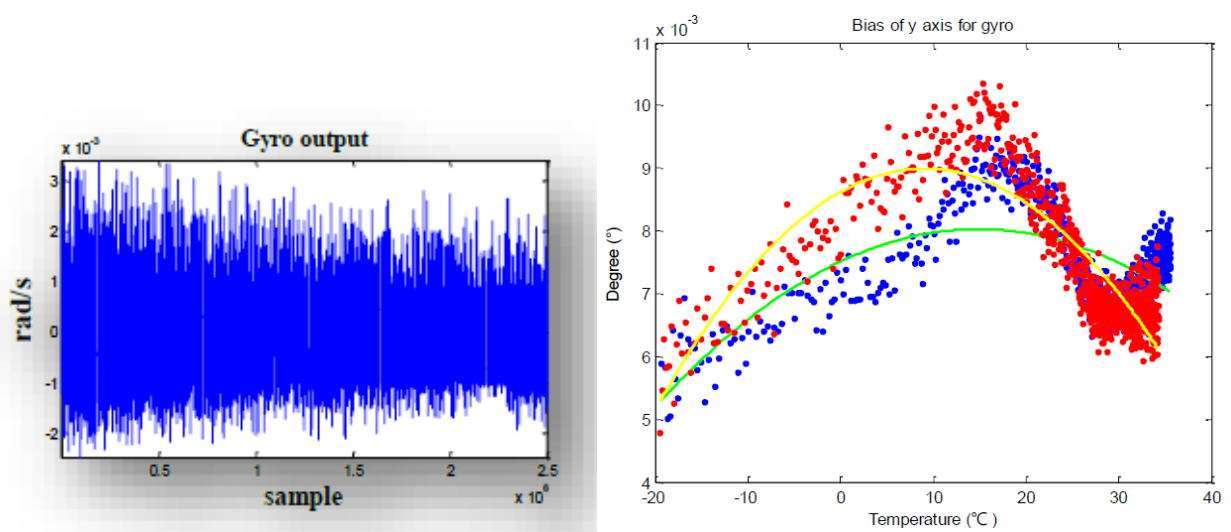 Gyro output
x 10⁻³
3
2
1
0
-1
-2
rad/s
0.5 1 1.5 2 2.5
x 10⁶
sample
Bias of y axis for gyro
x 10⁻³
11
10
9
8
7
6
5
4
Degree (°)
-20 -10 0 10 20 30 40
Temperature (℃ )